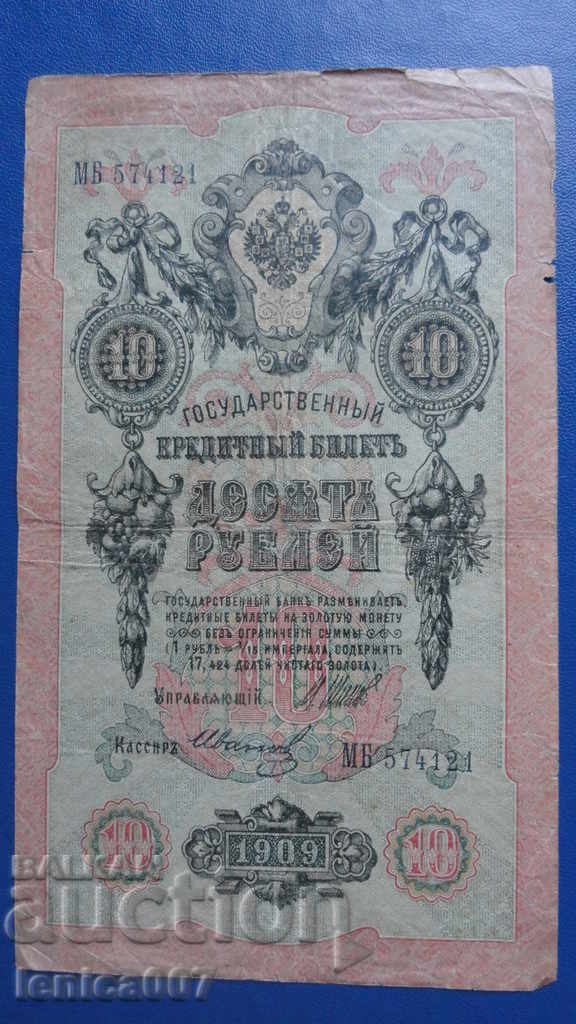 МБ 574121
10 10
ГОСУДАРСТВЕННЫЙ
КРЕДИТНЫЙ БИЛЕТЪ
ДЕСЯТЬ
РУБЛЕЙ
ГОСУДАРСТВЕННЫЙ БАНКЪ РАЗМѢНИВАЕТЪ
КРЕДИТНЫЕ БИЛЕТЫ НА ЗОЛОТУЮ МОНЕТУ
БЕЗЪ ОГРАНИЧЕНІЯ СУММЫ
(1 РУБЛЬ = 1/15 ИМПЕРІАЛА, СОДЕРЖИТЪ
17,424 ДОЛЕЙ ЧИСТАГО ЗОЛОТА).
10
УПРАВЛЯЮЩІЙ
КАССИРЪ
МБ 574121
10 1909 10
BALKAN
auction
ienica007